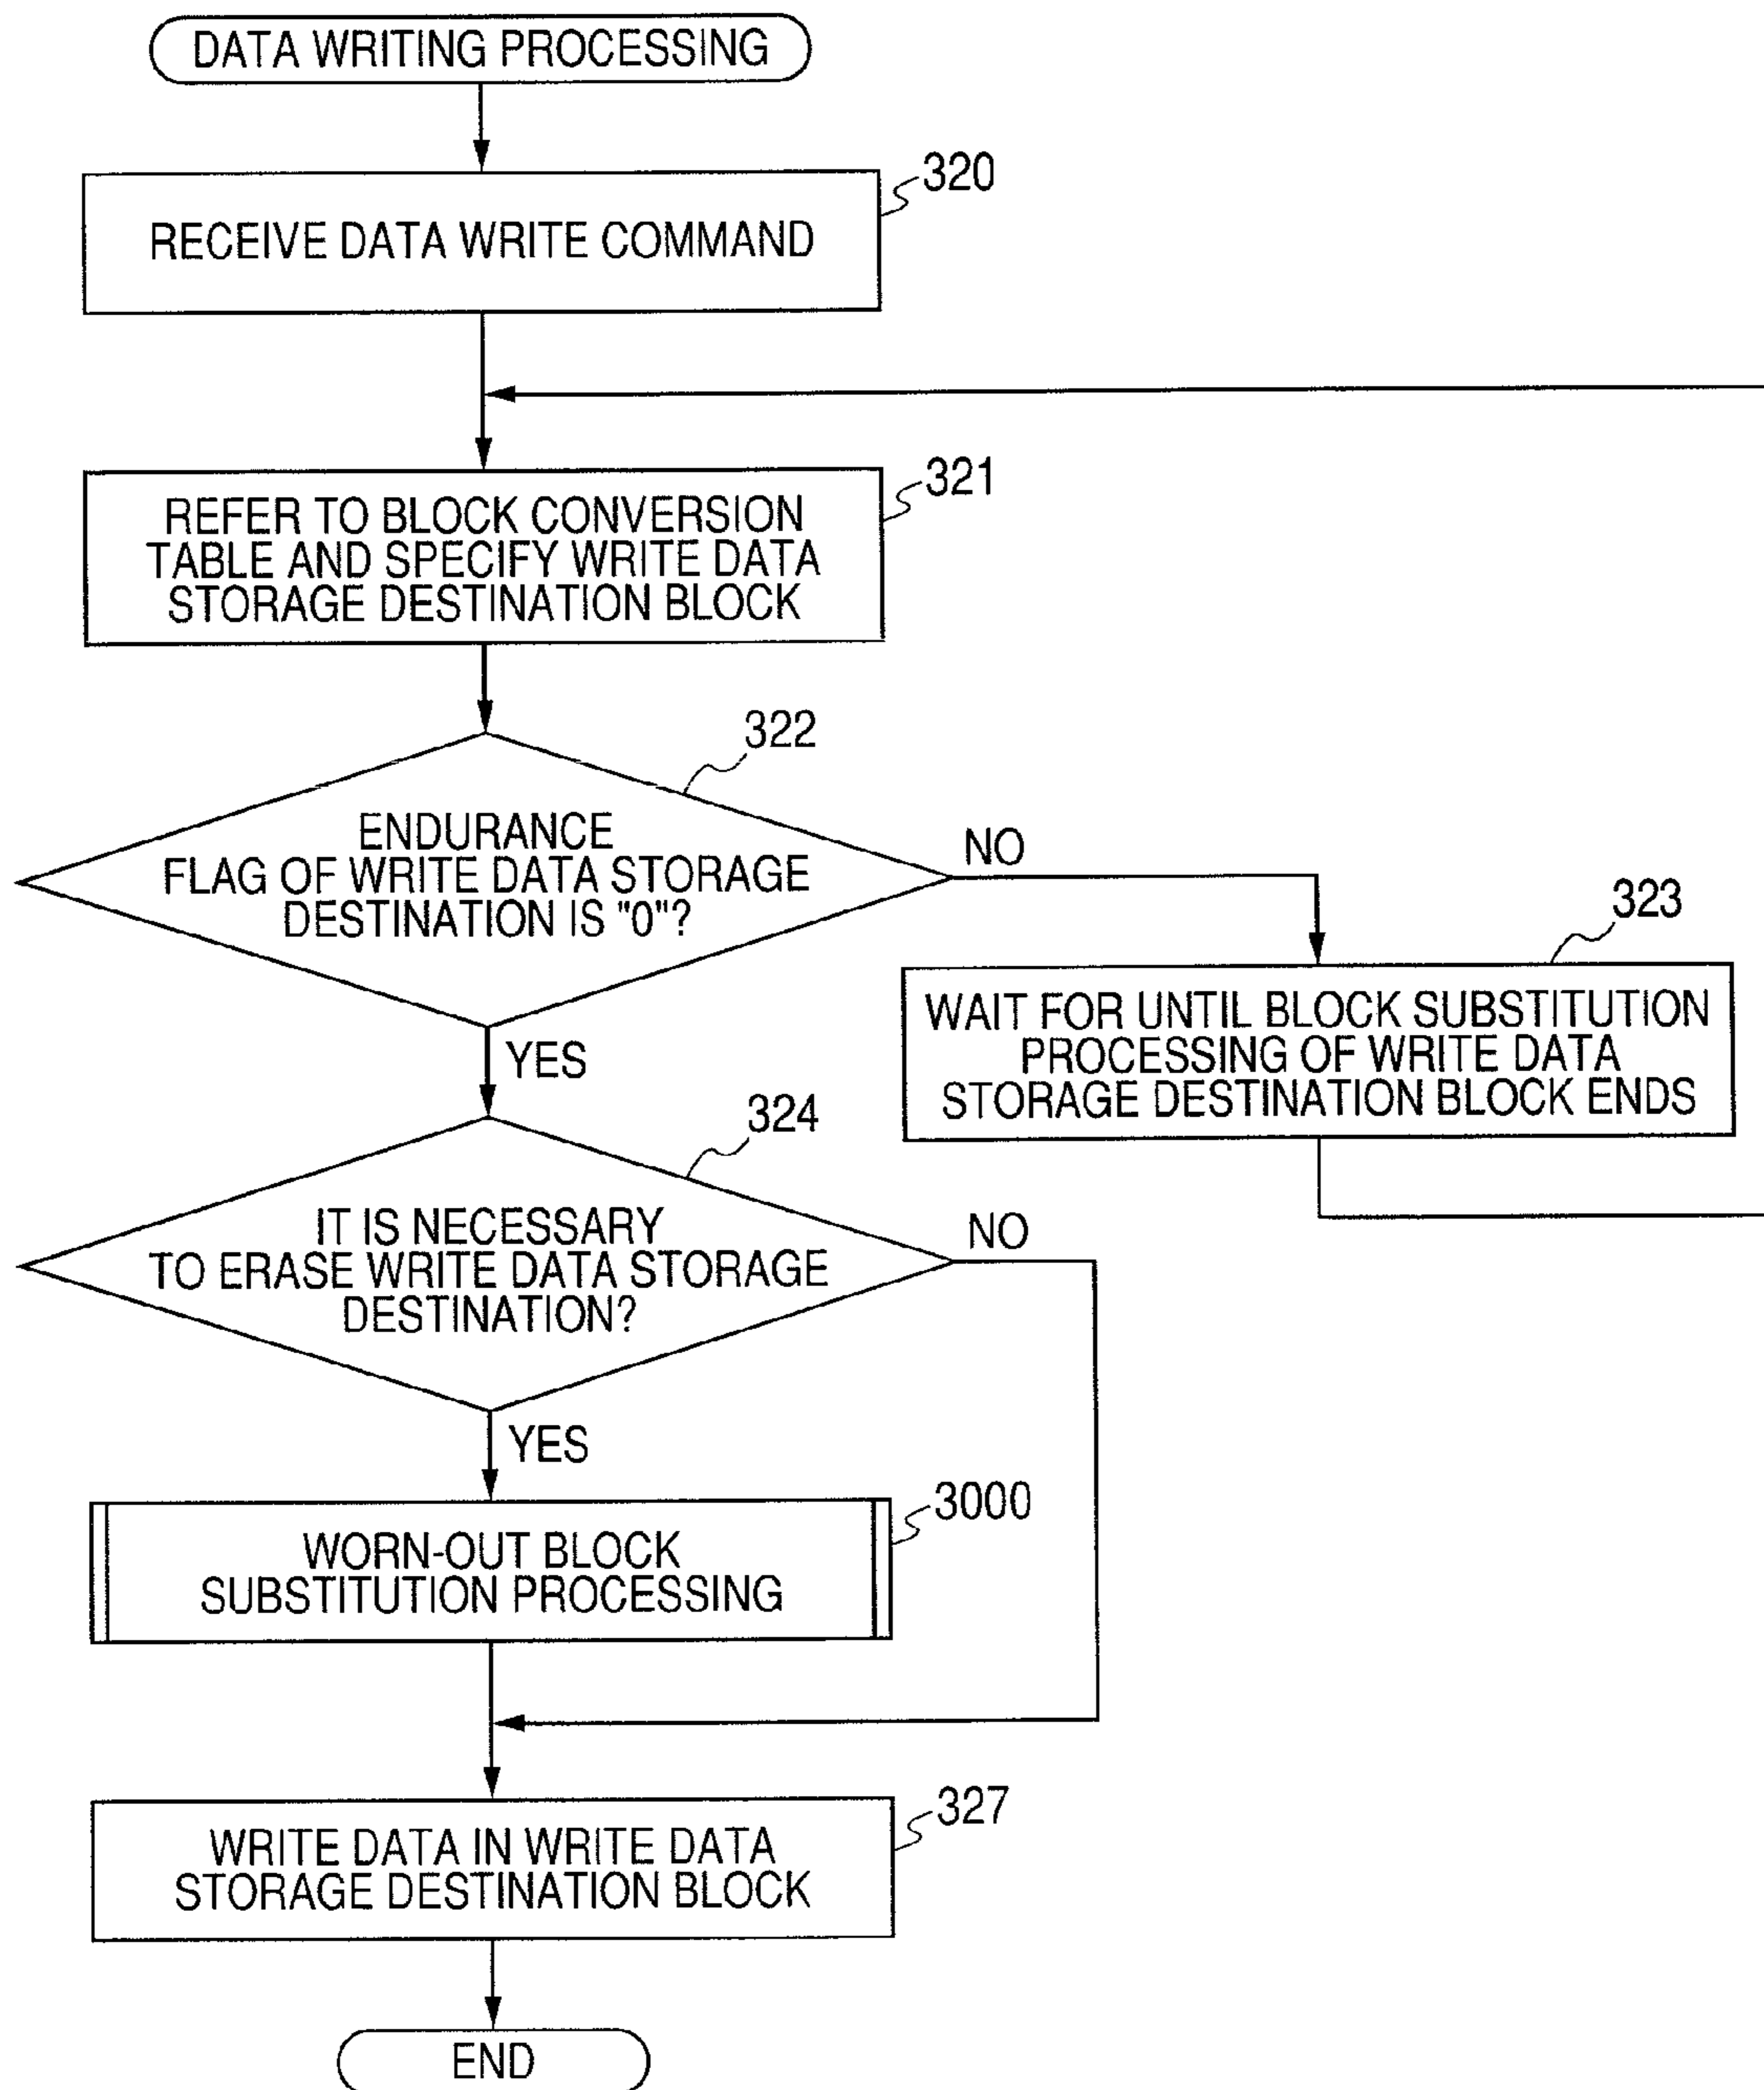 DATA WRITING PROCESSING
320
RECEIVE DATA WRITE COMMAND
321
REFER TO BLOCK CONVERSION
TABLE AND SPECIFY WRITE DATA
STORAGE DESTINATION BLOCK
322
ENDURANCE
FLAG OF WRITE DATA STORAGE
DESTINATION IS "0"?
NO
YES
323
WAIT FOR UNTIL BLOCK SUBSTITUTION
PROCESSING OF WRITE DATA
STORAGE DESTINATION BLOCK ENDS
324
IT IS NECESSARY
TO ERASE WRITE DATA STORAGE
DESTINATION?
NO
YES
3000
WORN-OUT BLOCK
SUBSTITUTION PROCESSING
327
WRITE DATA IN WRITE DATA
STORAGE DESTINATION BLOCK
END